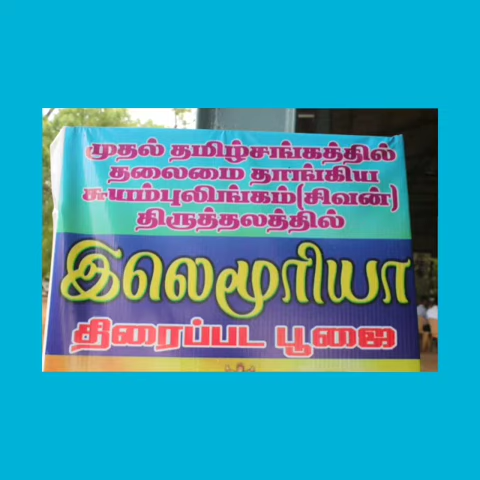 முதல் தமிழ்சங்கத்தில்
தலைமை தாங்கிய
சுயம்புலிங்கம்(சிவன்)
திருத்தலத்தில்
இலெமூரியா
திரைப்பட பூஜை